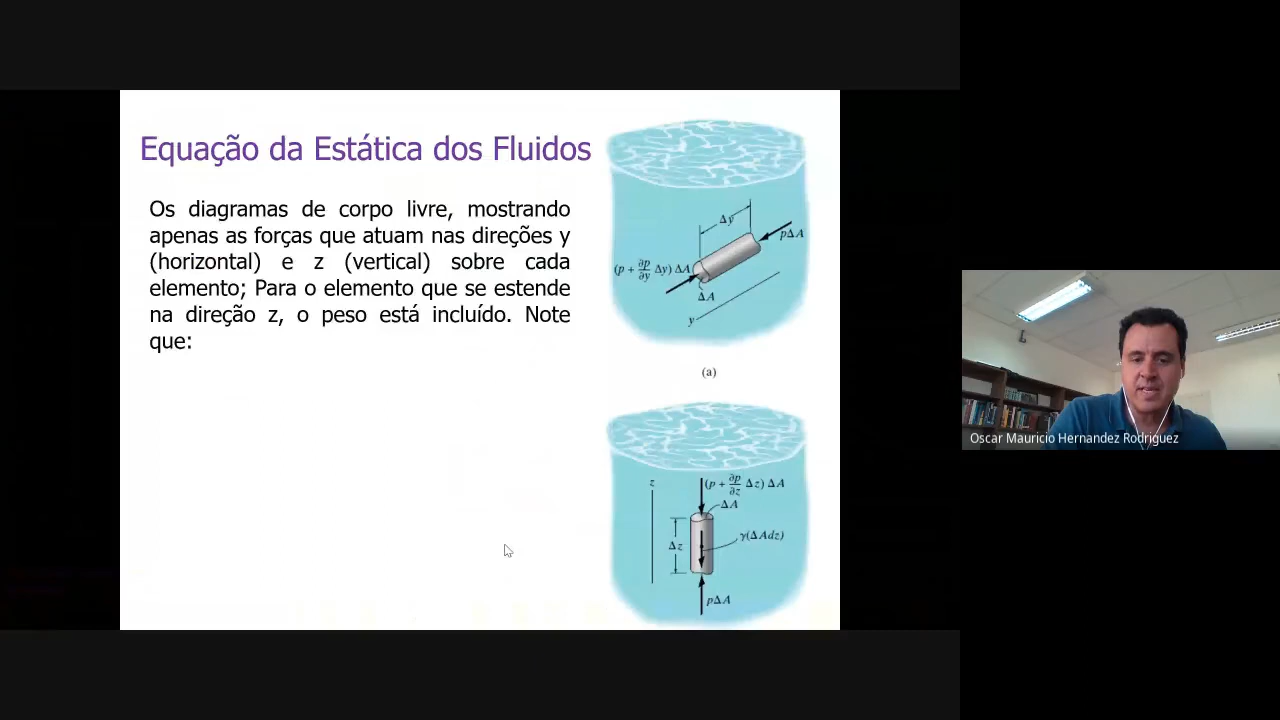 Equação da Estática dos Fluidos
Os diagramas de corpo livre, mostrando
apenas as forças que atuam nas direções y
(horizontal) e z (vertical) sobre cada
elemento; Para o elemento que se estende
na direção z, o peso está incluído. Note
que:
Δy
pΔA
(p + ∂p/∂y Δy) ΔA
ΔA
y
(a)
z
(p + ∂p/∂z Δz) ΔA
ΔA
Δz
γ(ΔAdz)
pΔA
Oscar Mauricio Hernandez Rodriguez